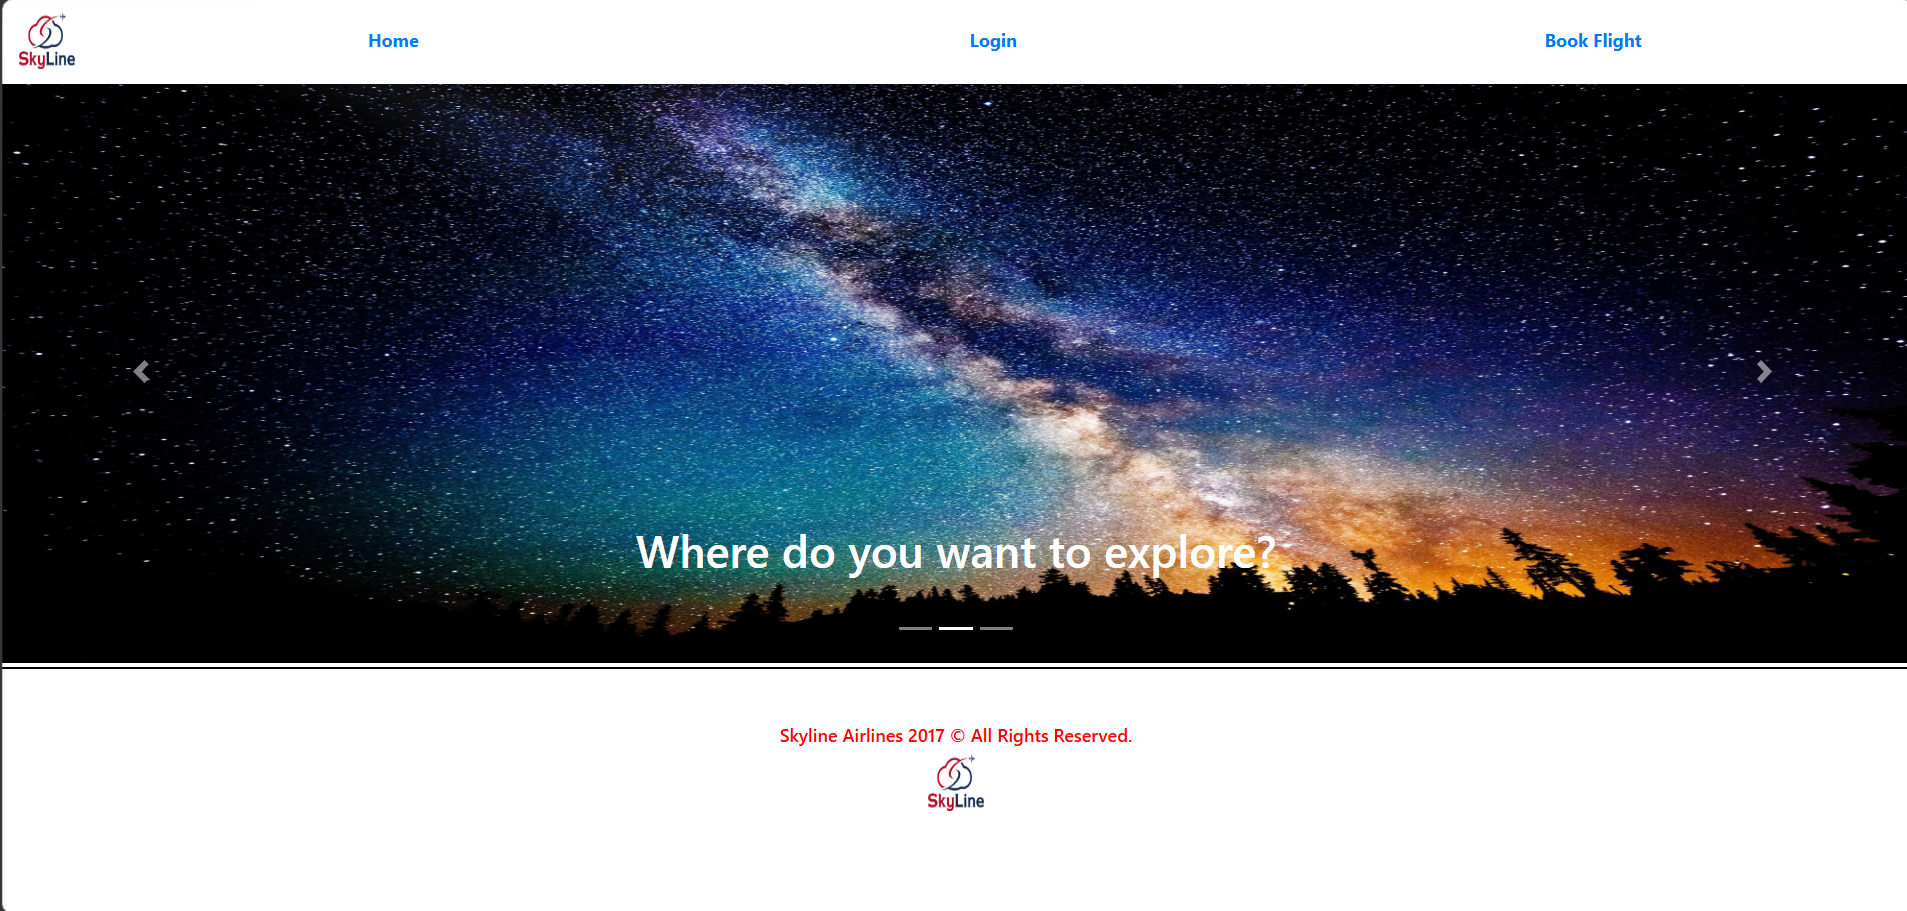 SkyLine
Home
Login
Book Flight
Where do you want to explore?
Skyline Airlines 2017 © All Rights Reserved.
SkyLine